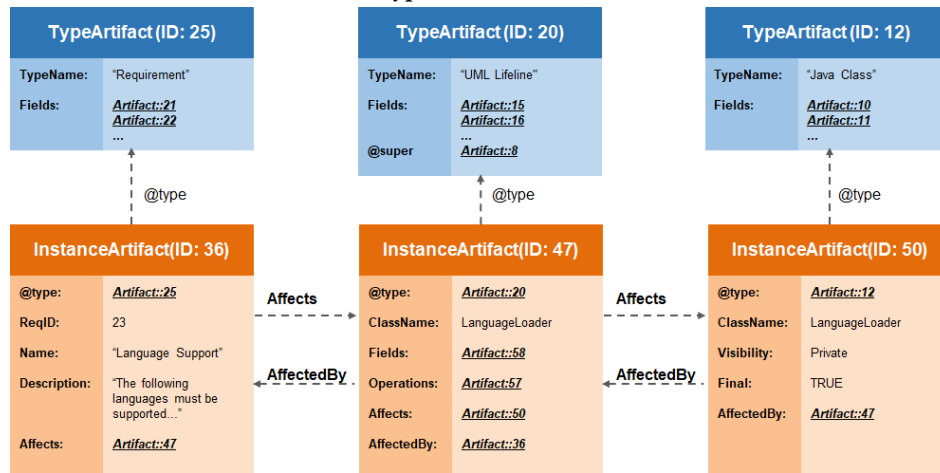 TypeArtifact (ID: 25)
TypeName: "Requirement"
Fields: Artifact::21
Artifact::22
...
TypeArtifact (ID: 20)
TypeName: "UML Lifeline"
Fields: Artifact::15
Artifact::16
...
@super Artifact::8
TypeArtifact (ID: 12)
TypeName: "Java Class"
Fields: Artifact::10
Artifact::11
...
@type
@type
@type
InstanceArtifact(ID: 36)
@type: Artifact::25
ReqID: 23
Name: "Language Support"
Description: "The following
languages must be
supported..."
Affects: Artifact::47
Affects
AffectedBy
InstanceArtifact(ID: 47)
@type: Artifact::20
ClassName: LanguageLoader
Fields: Artifact::58
Operations: Artifact:57
Affects: Artifact::50
AffectedBy: Artifact::36
Affects
AffectedBy
InstanceArtifact(ID: 50)
@type: Artifact::12
ClassName: LanguageLoader
Visibility: Private
Final: TRUE
AffectedBy: Artifact::47